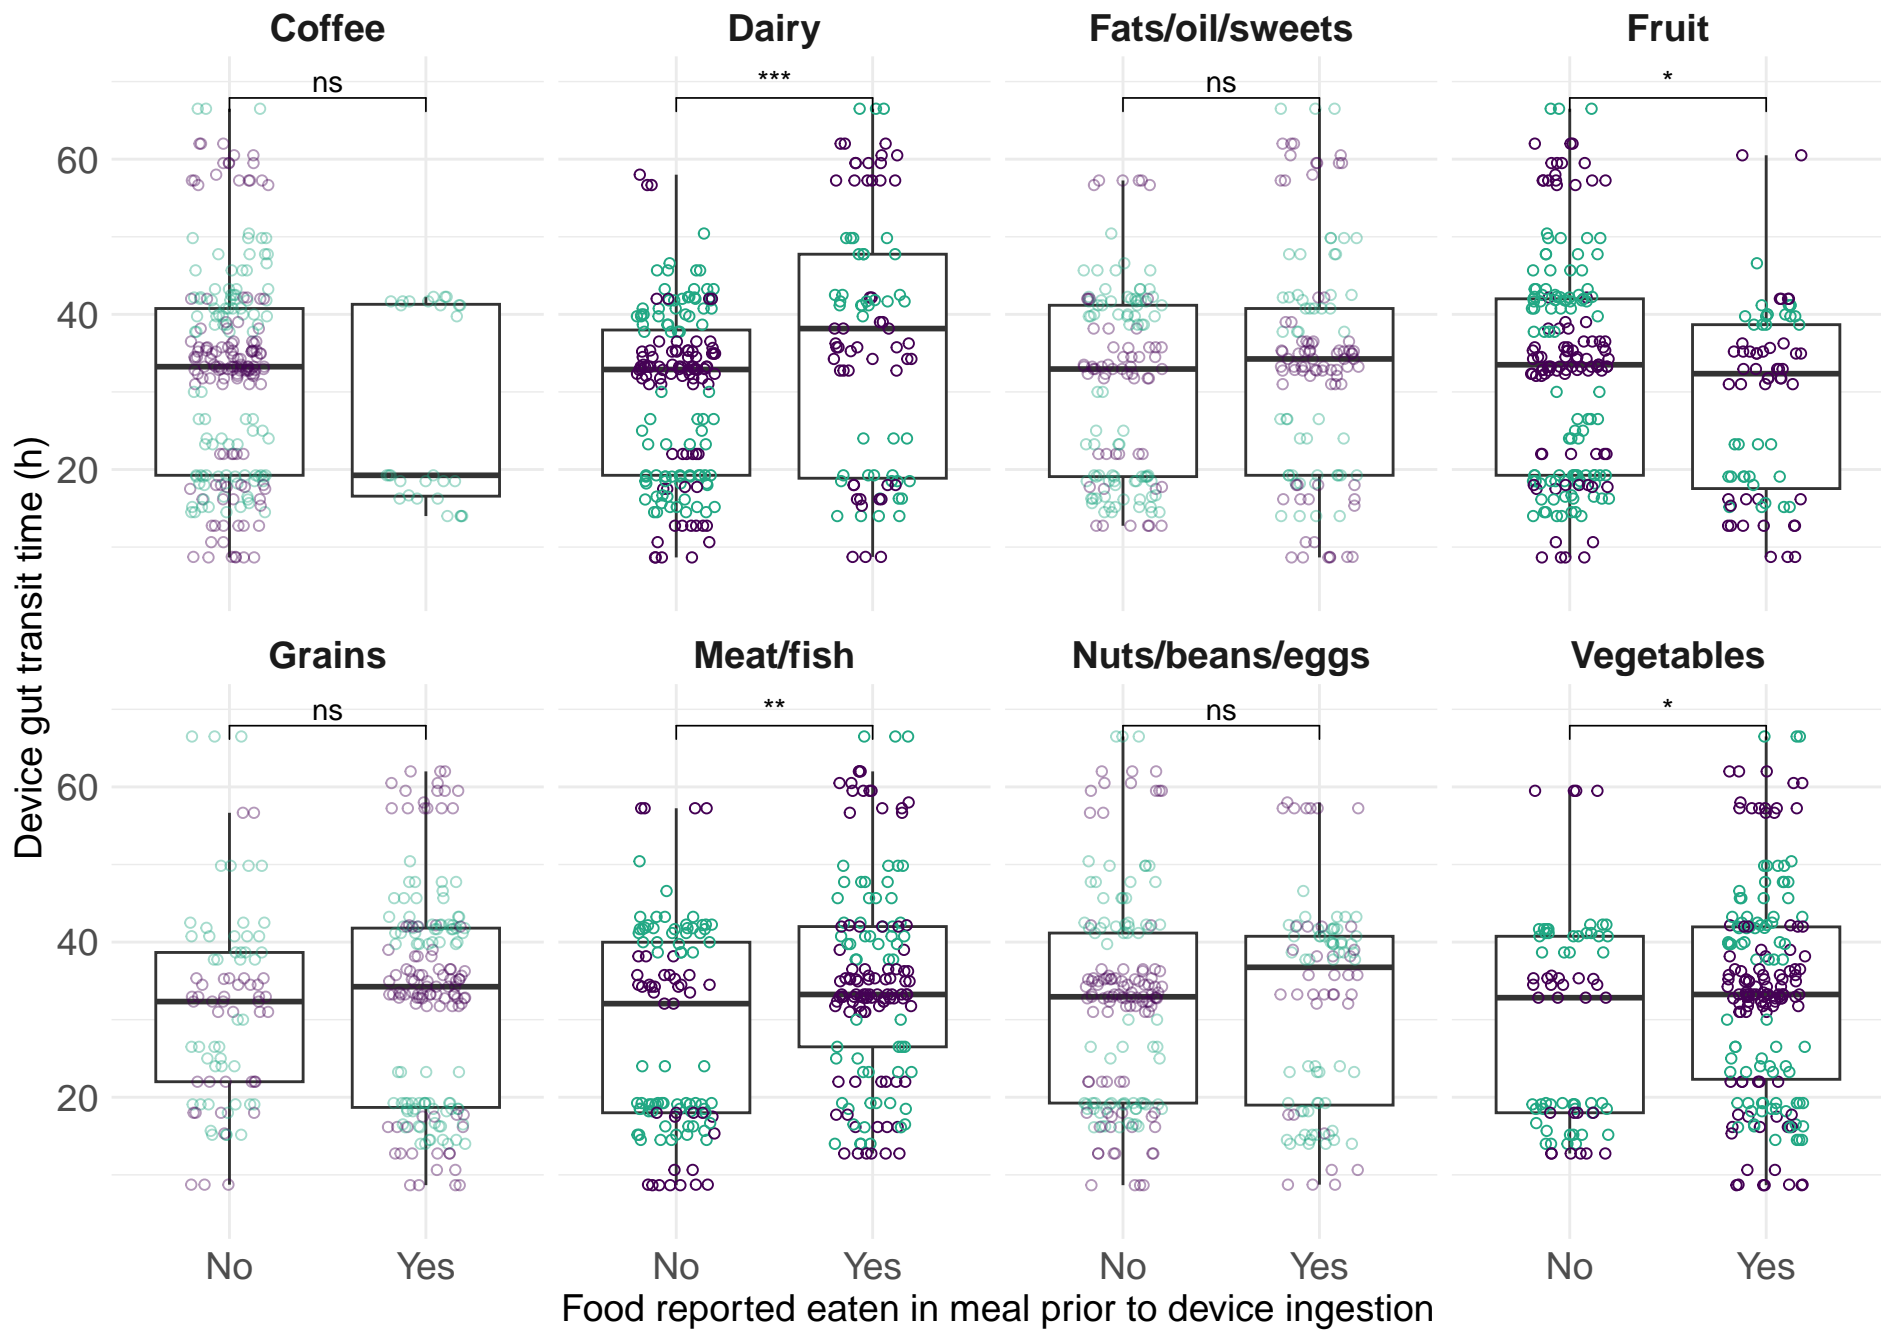 Coffee
Dairy
Fats/oil/sweets
Fruit
ns
***
ns
*
60
40
20
Grains
Meat/fish
Nuts/beans/eggs
Vegetables
ns
**
ns
*
60
40
20
Device gut transit time (h)
No Yes No Yes No Yes No Yes
Food reported eaten in meal prior to device ingestion